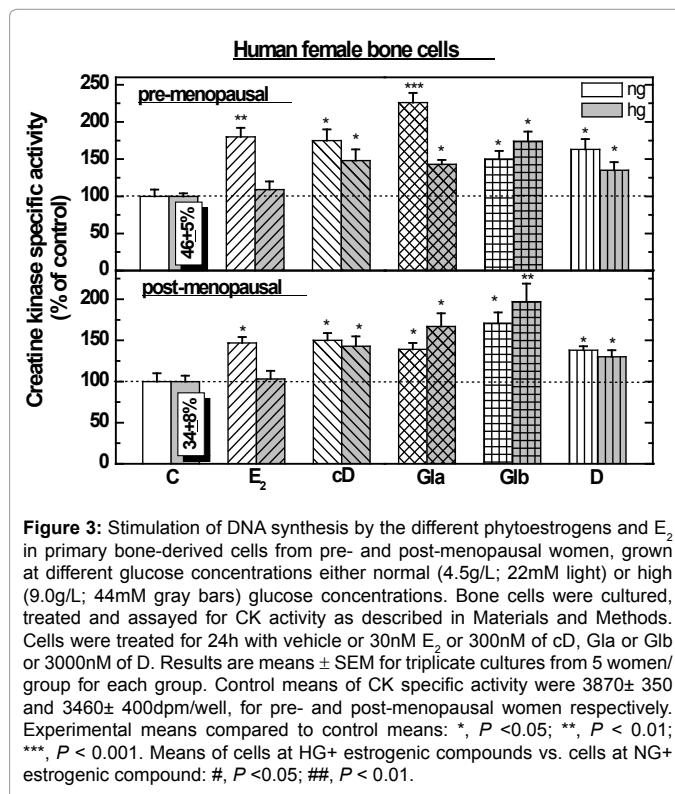 Human female bone cells
pre-menopausal
ng
hg
250
200
150
100
50
0
***
**
*
*
*
*
*
*
*
*
46+5%
post-menopausal
200
150
100
50
0
*
*
*
*
*
*
**
*
*
34+8%
Creatine kinase specific activity
(% of control)
C E2 cD Gla Glb D
Figure 3: Stimulation of DNA synthesis by the different phytoestrogens and E2
in primary bone-derived cells from pre- and post-menopausal women, grown
at different glucose concentrations either normal (4.5g/L; 22mM light) or high
(9.0g/L; 44mM gray bars) glucose concentrations. Bone cells were cultured,
treated and assayed for CK activity as described in Materials and Methods.
Cells were treated for 24h with vehicle or 30nM E2 or 300nM of cD, Gla or Glb
or 3000nM of D. Results are means ± SEM for triplicate cultures from 5 women/
group for each group. Control means of CK specific activity were 3870± 350
and 3460± 400dpm/well, for pre- and post-menopausal women respectively.
Experimental means compared to control means: *, P <0.05; **, P < 0.01;
***, P < 0.001. Means of cells at HG+ estrogenic compounds vs. cells at NG+
estrogenic compound: #, P <0.05; ##, P < 0.01.